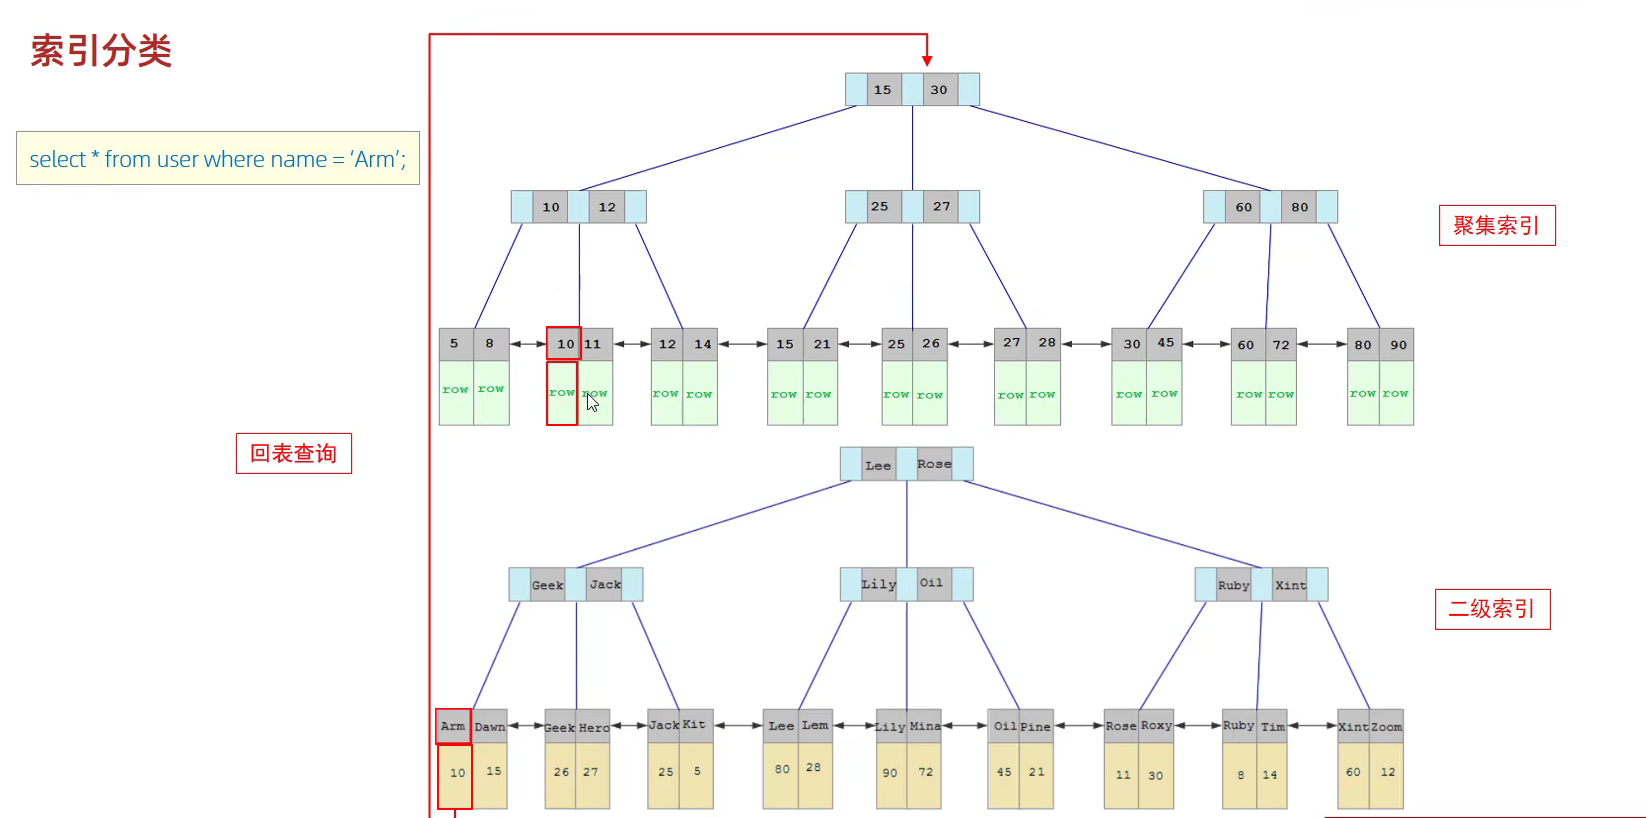 索引分类
select * from user where name = ‘Arm’;
15 30
10 12 25 27 60 80
聚集索引
5 8 10 11 12 14 15 21 25 26 27 28 30 45 60 72 80 90
row row row row row row row row row row row row row row row row row row
回表查询
Lee Rose
Geek Jack Lily Oil Ruby Xint
二级索引
Arm Dawn Geek Hero Jack Kit Lee Lem Lily Mina Oil Pine Rose Roxy Ruby Tim Xint Zoom
10 15 26 27 25 5 80 28 90 72 45 21 11 30 8 14 60 12